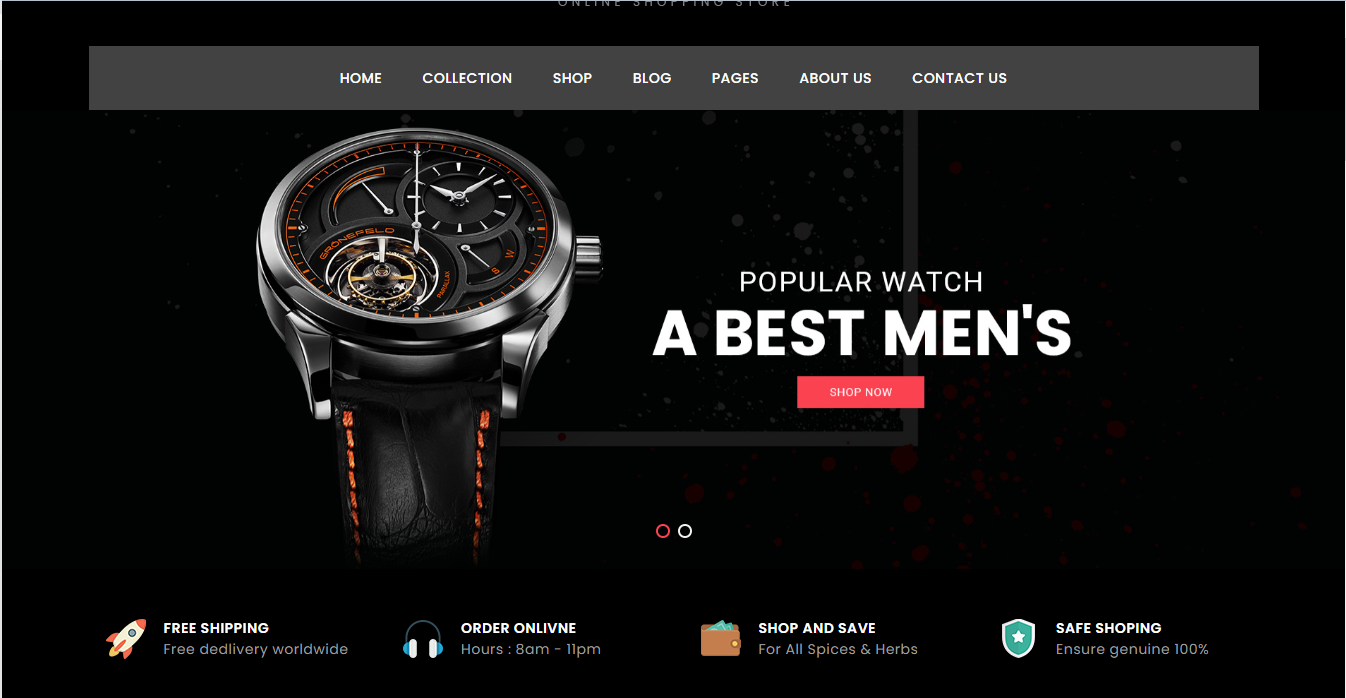 ONLINE SHOPPING STORE
HOME COLLECTION SHOP BLOG PAGES ABOUT US CONTACT US
GRÖNEFELD
PARALLAX
S W
POPULAR WATCH
A BEST MEN'S
SHOP NOW
FREE SHIPPING
Free dedlivery worldwide
ORDER ONLIVNE
Hours : 8am - 11pm
SHOP AND SAVE
For All Spices & Herbs
SAFE SHOPING
Ensure genuine 100%